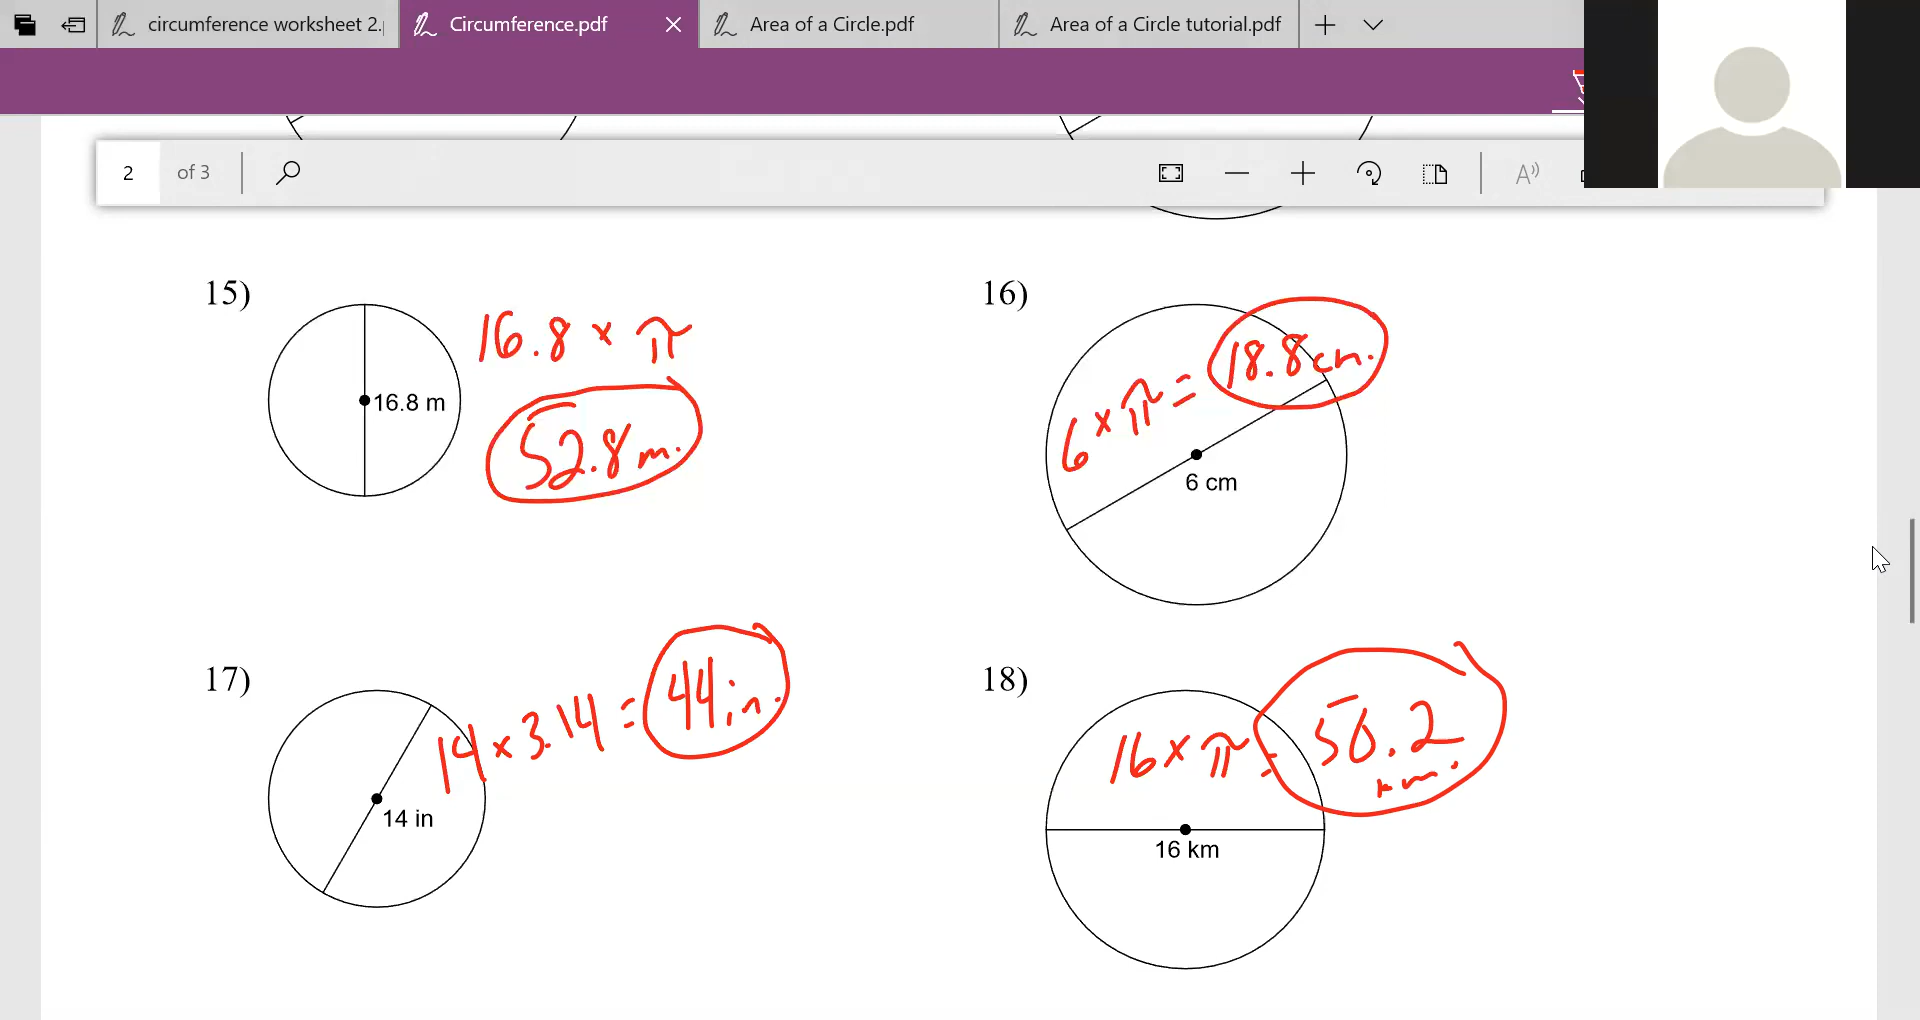 circumference worksheet 2.p
Circumference.pdf
Area of a Circle.pdf
Area of a Circle tutorial.pdf
2 of 3
15)
16.8 × π
16.8 m
52.8 m.
16)
6 × π = 18.8 cm.
6 cm
17)
14 × 3.14 = 44 in.
14 in
18)
16 × π = 50.2
km.
16 km